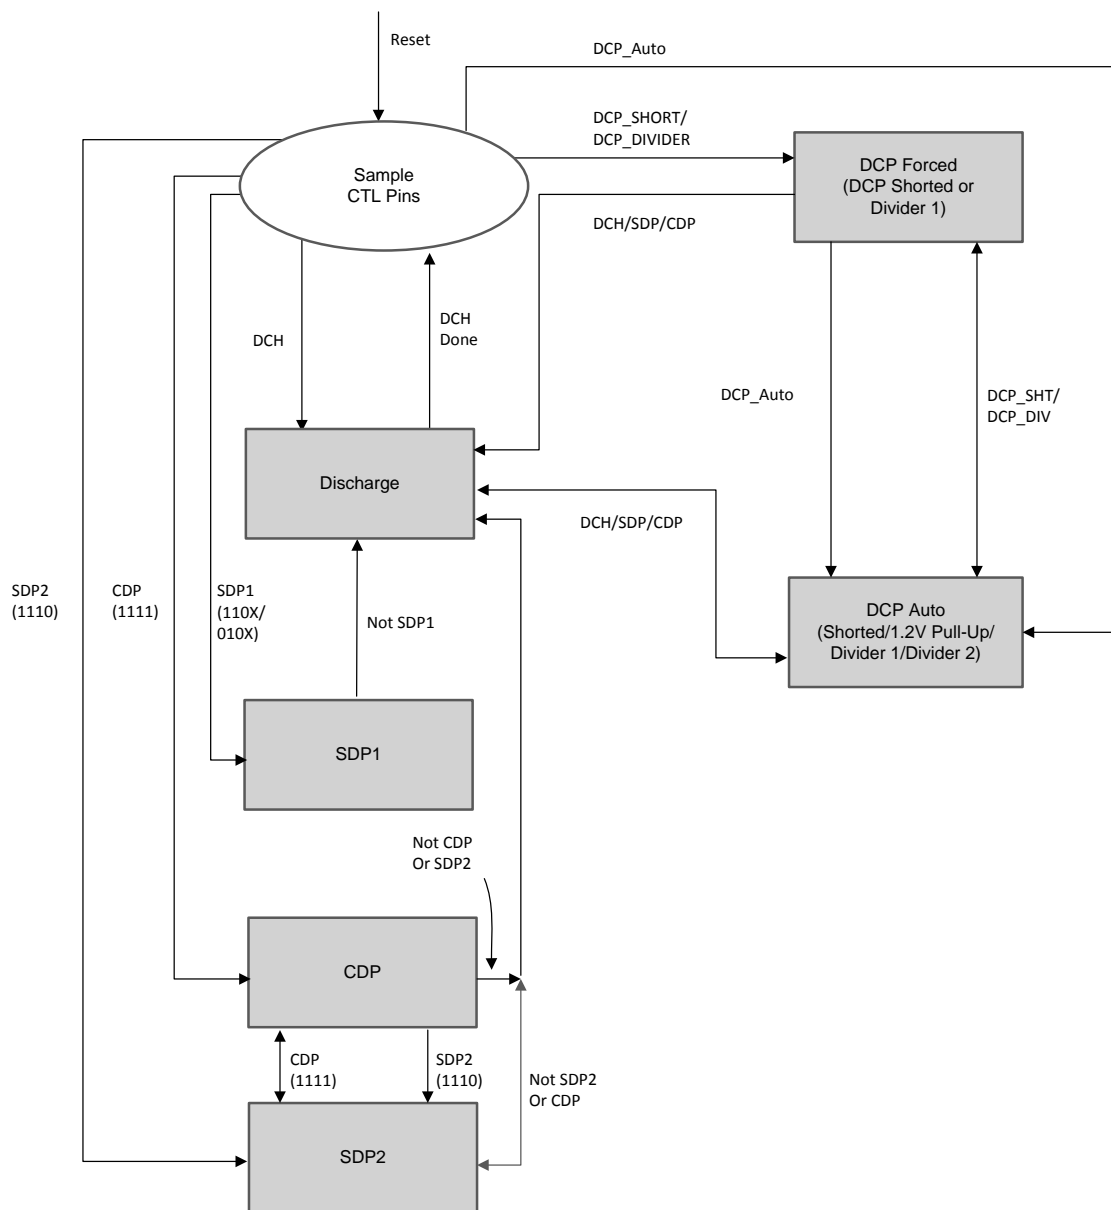 Reset
DCP_Auto
DCP_SHORT/
DCP_DIVIDER
Sample
CTL Pins
DCP Forced
(DCP Shorted or
Divider 1)
DCH/SDP/CDP
DCH
DCH
Done
DCP_Auto
DCP_SHT/
DCP_DIV
Discharge
DCH/SDP/CDP
SDP2
(1110)
CDP
(1111)
SDP1
(110X/
010X)
Not SDP1
DCP Auto
(Shorted/1.2V Pull-Up/
Divider 1/Divider 2)
SDP1
Not CDP
Or SDP2
CDP
CDP
(1111)
SDP2
(1110)
Not SDP2
Or CDP
SDP2